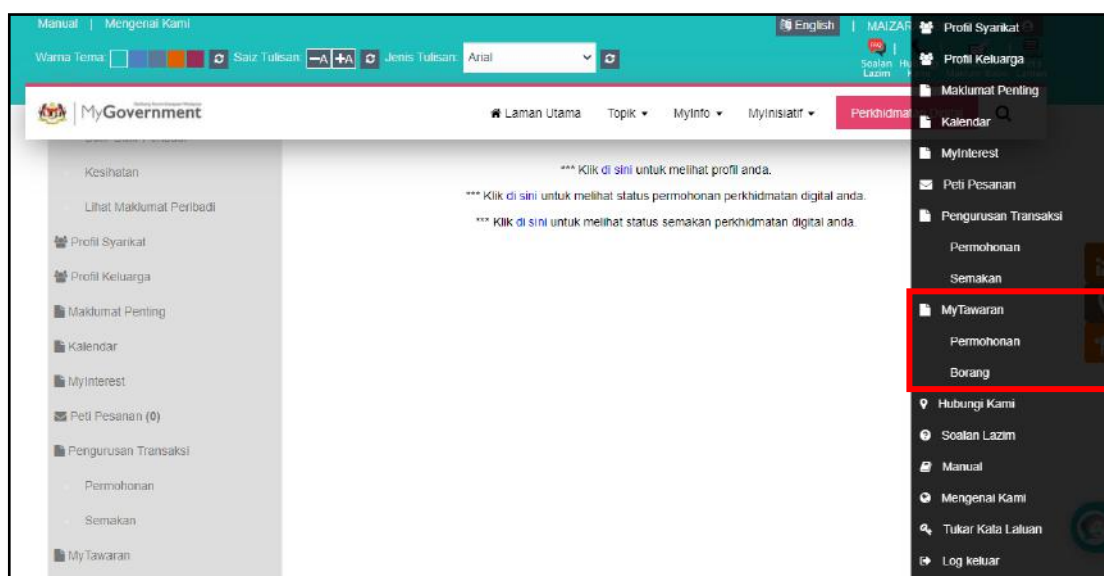 Manual | Mengenai Kami
English | MAIZAR
Warna Tema: Saiz Tulisan: -A +A Jenis Tulisan: Arial
Soalan
Lazim
MyGovernment
Laman Utama Topik MyInfo MyInisiatif
Kesihatan
Lihat Maklumat Peribadi
Profil Syarikat
Profil Keluarga
Maklumat Penting
Kalendar
MyInterest
Peti Pesanan (0)
Pengurusan Transaksi
Permohonan
Semakan
MyTawaran
*** Klik di sini untuk melihat profil anda.
*** Klik di sini untuk melihat status permohonan perkhidmatan digital anda.
*** Klik di sini untuk melihat status semakan perkhidmatan digital anda.
Profil Syarikat
Profil Keluarga
Maklumat Penting
Kalendar
MyInterest
Peti Pesanan
Pengurusan Transaksi
Permohonan
Semakan
MyTawaran
Permohonan
Borang
Hubungi Kami
Soalan Lazim
Manual
Mengenai Kami
Tukar Kata Laluan
Log keluar